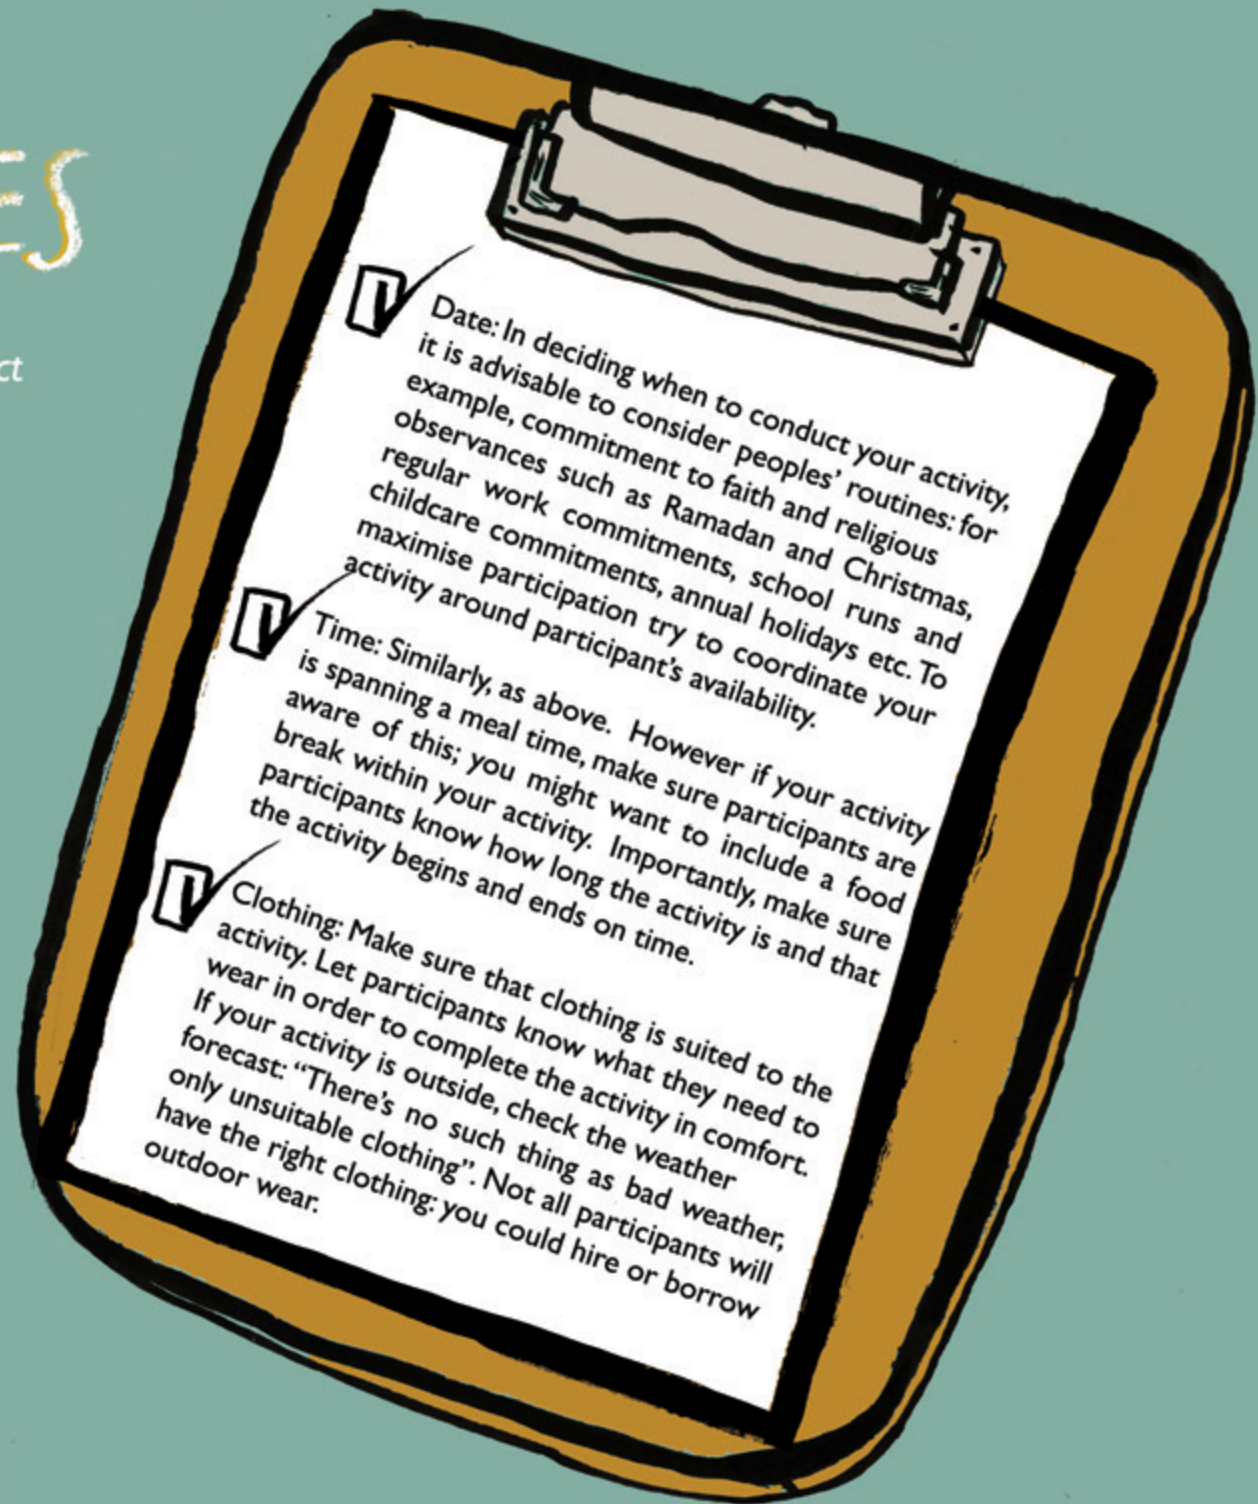 ES
ct
Date: In deciding when to conduct your activity,
it is advisable to consider peoples' routines: for
example, commitment to faith and religious
observances such as Ramadan and Christmas,
regular work commitments, school runs and
childcare commitments, annual holidays etc. To
maximise participation try to coordinate your
activity around participant's availability.
Time: Similarly, as above. However if your activity
is spanning a meal time, make sure participants are
aware of this; you might want to include a food
break within your activity. Importantly, make sure
participants know how long the activity is and that
the activity begins and ends on time.
Clothing: Make sure that clothing is suited to the
activity. Let participants know what they need to
wear in order to complete the activity in comfort.
If your activity is outside, check the weather
forecast: “There's no such thing as bad weather,
only unsuitable clothing”. Not all participants will
have the right clothing: you could hire or borrow
outdoor wear.